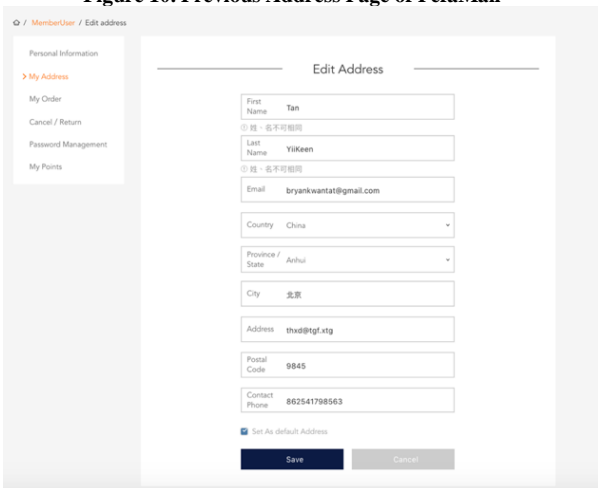 Figure 10. Previous Address Page of
/ MemberUser / Edit address
Personal Information
My Address
My Order
Cancel / Return
Password Management
My Points
Edit Address
First Name Tan
① 姓、名不可相同
Last Name YiiKeen
① 姓、名不可相同
Email bryankwantat@gmail.com
Country China
Province / State Anhui
City 北京
Address thxd@tgf.xtg
Postal Code 9845
Contact Phone 862541798563
Set As default Address
Save Cancel